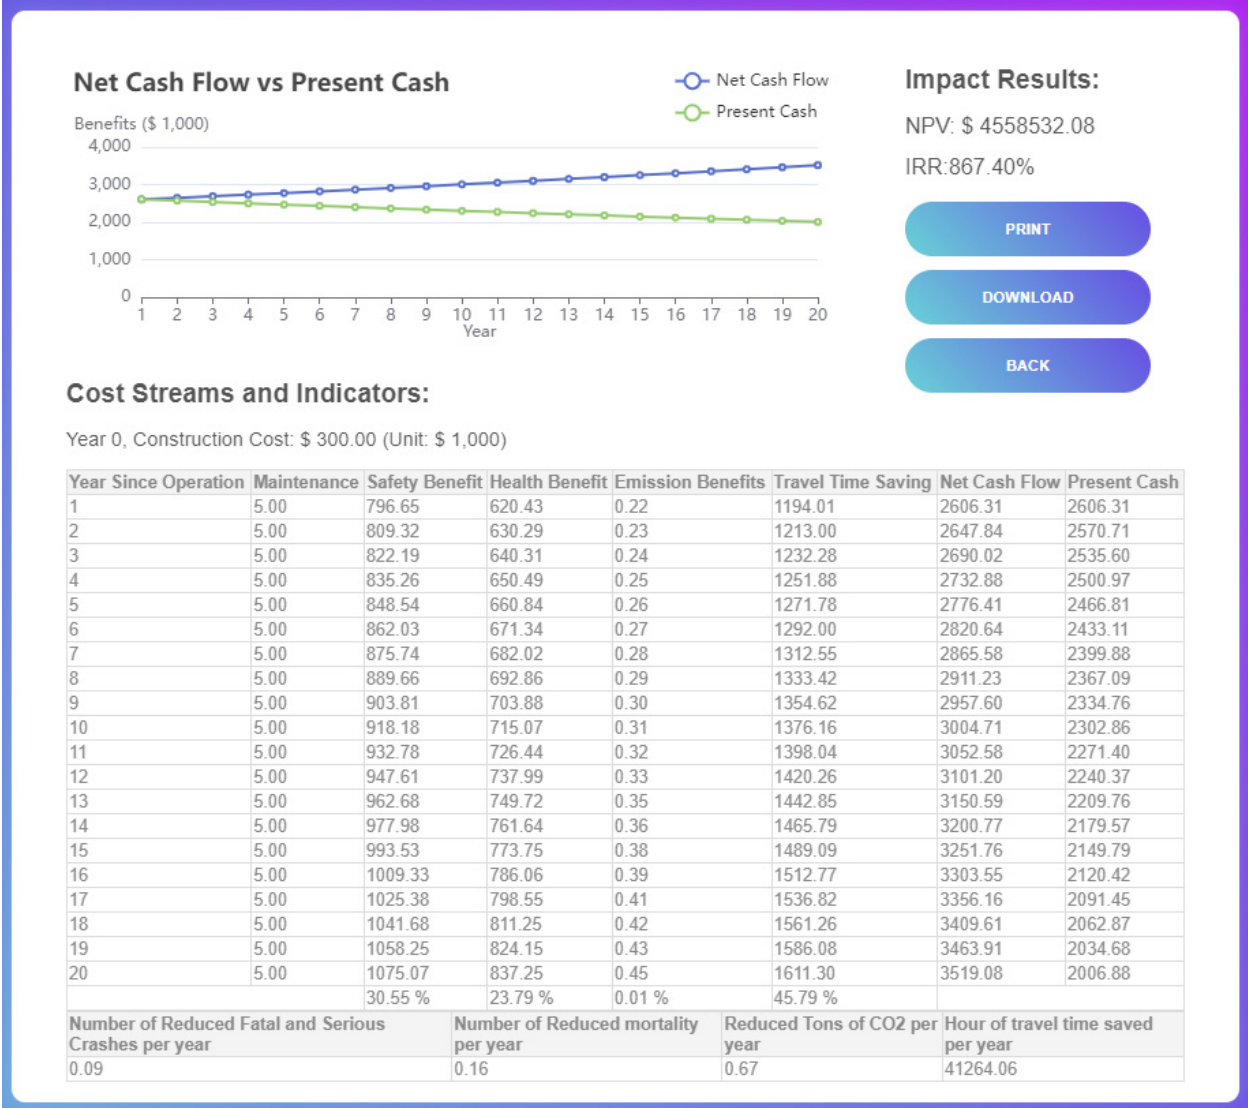 Net Cash Flow vs Present Cash
Net Cash Flow
Present Cash
Benefits ($ 1,000)
4,000
3,000
2,000
1,000
0
1 2 3 4 5 6 7 8 9 10 11 12 13 14 15 16 17 18 19 20
Year
Impact Results:
NPV: $ 4558532.08
IRR:867.40%
PRINT
DOWNLOAD
BACK
Cost Streams and Indicators:
Year 0, Construction Cost: $ 300.00 (Unit: $ 1,000)
Year Since Operation Maintenance Safety Benefit Health Benefit Emission Benefits Travel Time Saving Net Cash Flow Present Cash
1 5.00 796.65 620.43 0.22 1194.01 2606.31 2606.31
2 5.00 809.32 630.29 0.23 1213.00 2647.84 2570.71
3 5.00 822.19 640.31 0.24 1232.28 2690.02 2535.60
4 5.00 835.26 650.49 0.25 1251.88 2732.88 2500.97
5 5.00 848.54 660.84 0.26 1271.78 2776.41 2466.81
6 5.00 862.03 671.34 0.27 1292.00 2820.64 2433.11
7 5.00 875.74 682.02 0.28 1312.55 2865.58 2399.88
8 5.00 889.66 692.86 0.29 1333.42 2911.23 2367.09
9 5.00 903.81 703.88 0.30 1354.62 2957.60 2334.76
10 5.00 918.18 715.07 0.31 1376.16 3004.71 2302.86
11 5.00 932.78 726.44 0.32 1398.04 3052.58 2271.40
12 5.00 947.61 737.99 0.33 1420.26 3101.20 2240.37
13 5.00 962.68 749.72 0.35 1442.85 3150.59 2209.76
14 5.00 977.98 761.64 0.36 1465.79 3200.77 2179.57
15 5.00 993.53 773.75 0.38 1489.09 3251.76 2149.79
16 5.00 1009.33 786.06 0.39 1512.77 3303.55 2120.42
17 5.00 1025.38 798.55 0.41 1536.82 3356.16 2091.45
18 5.00 1041.68 811.25 0.42 1561.26 3409.61 2062.87
19 5.00 1058.25 824.15 0.43 1586.08 3463.91 2034.68
20 5.00 1075.07 837.25 0.45 1611.30 3519.08 2006.88
30.55 % 23.79 % 0.01 % 45.79 %
Number of Reduced Fatal and Serious
Crashes per year
Number of Reduced mortality
per year
Reduced Tons of CO2 per
year
Hour of travel time saved
per year
0.09 0.16 0.67 41264.06